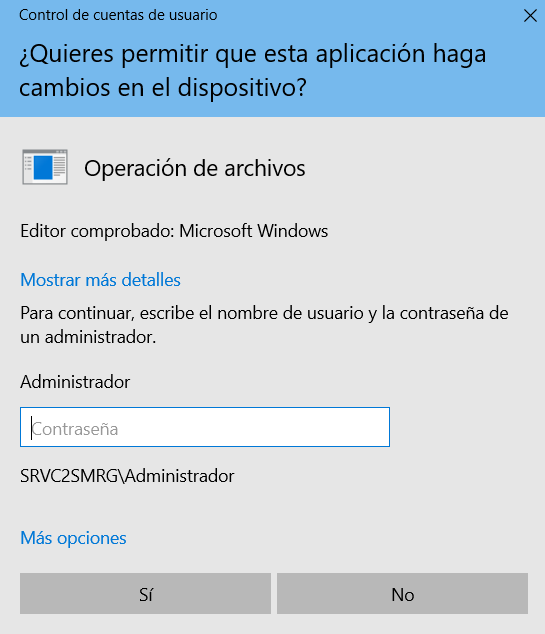 Control de cuentas de usuario
¿Quieres permitir que esta aplicación haga
cambios en el dispositivo?
Operación de archivos
Editor comprobado: Microsoft Windows
Mostrar más detalles
Para continuar, escribe el nombre de usuario y la contraseña de
un administrador.
Administrador
Contraseña
SRVC2SMRG\Administrador
Más opciones
Sí
No